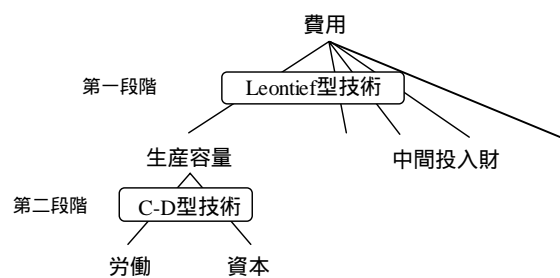 費用
第一段階
Leontief型技術
生産容量
中間投入財
第二段階
C-D型技術
労働
資本